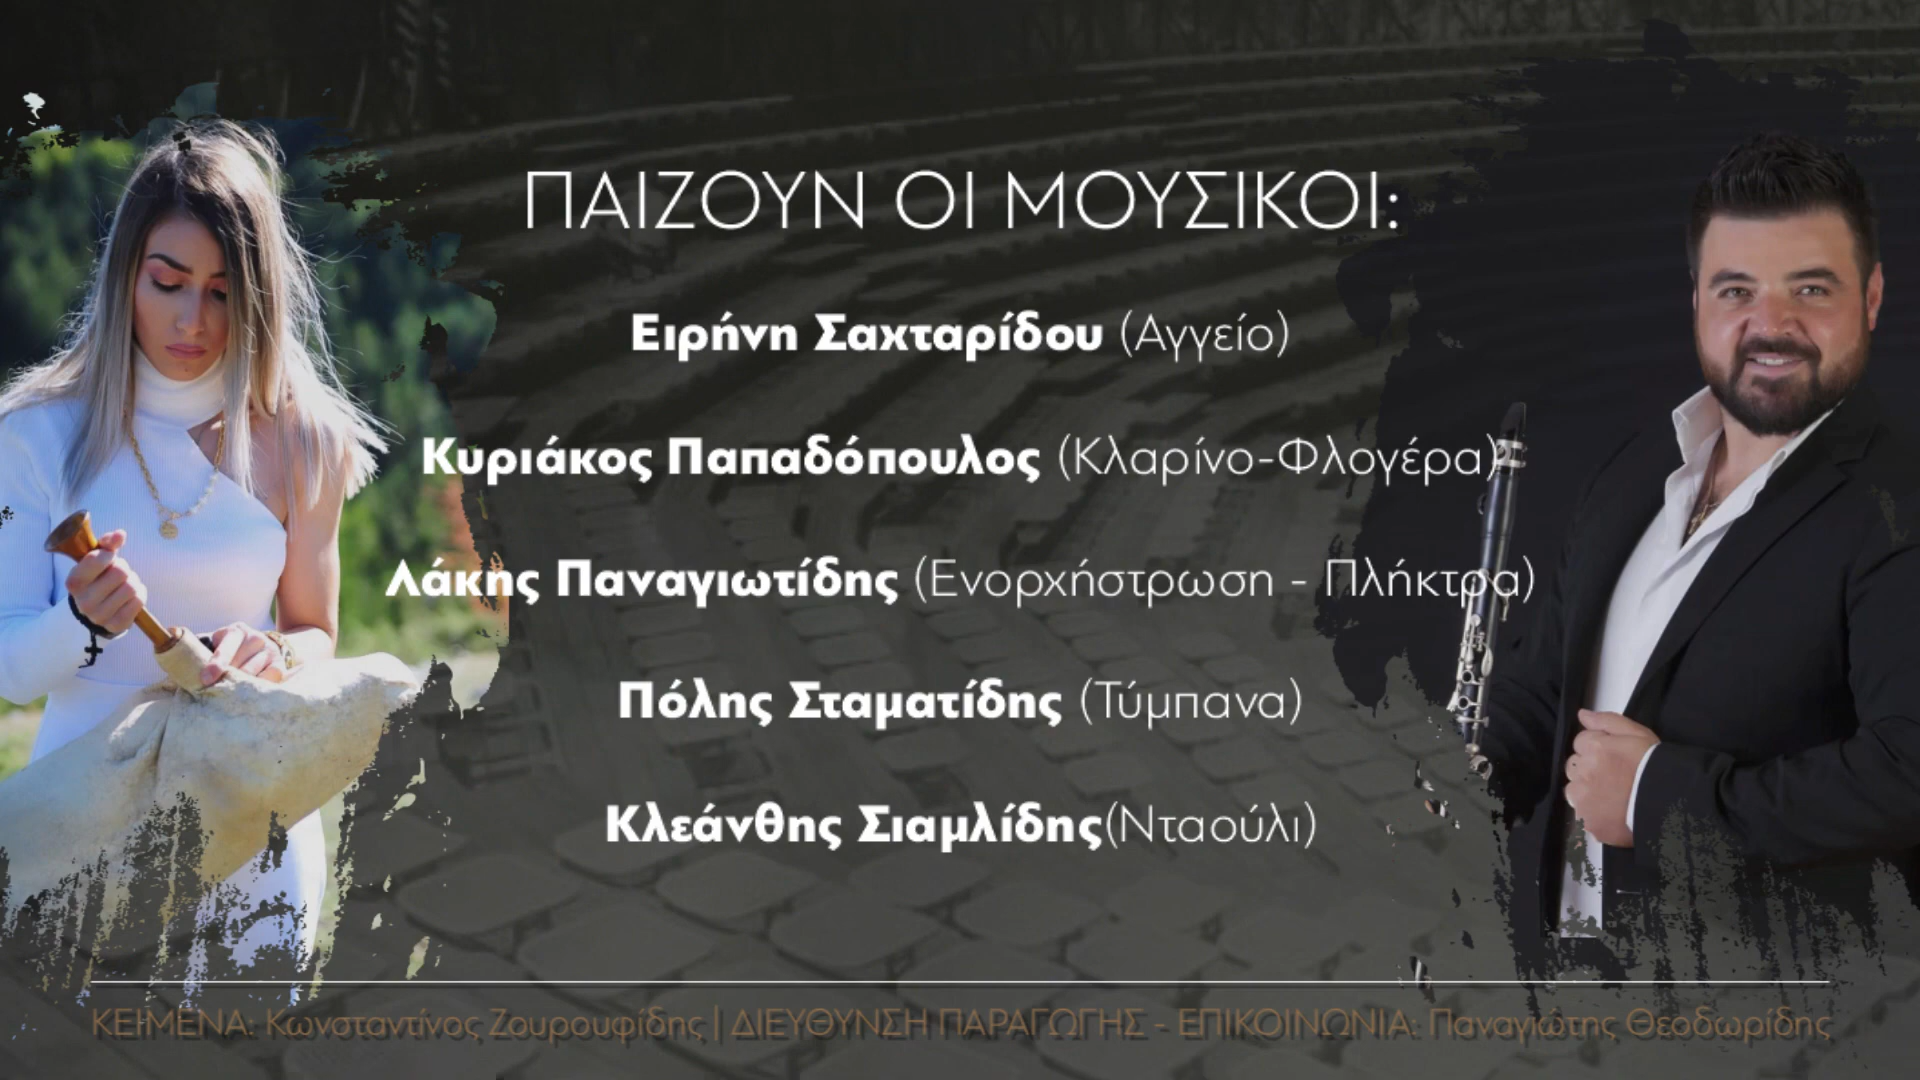 ΠΑΙΖΟΥΝ ΟΙ ΜΟΥΣΙΚΟΙ:
Ειρήνη Σαχταρίδου (Αγγείο)
Κυριάκος Παπαδόπουλος (Κλαρίνο-Φλογέρα)
Λάκης Παναγιωτίδης (Ενορχήστρωση - Πλήκτρα)
Πόλης Σταματίδης (Τύμπανα)
Κλεάνθης Σιαμλίδης(Νταούλι)
ΚΕΙΜΕΝΑ: Κωνσταντίνος Ζουρουφίδης | ΔΙΕΥΘΥΝΣΗ ΠΑΡΑΓΩΓΗΣ - ΕΠΙΚΟΙΝΩΝΙΑ: Παναγιώτης Θεοδωρίδης